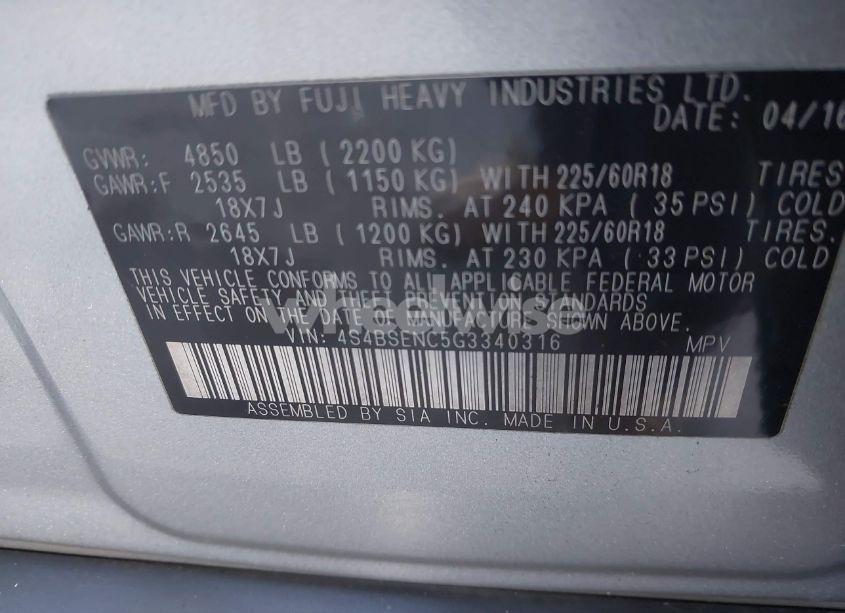 MFD BY FUJI HEAVY INDUSTRIES LTD.
DATE: 04/16
GVWR: 4850 LB ( 2200 KG)
GAWR:F 2535 LB ( 1150 KG) WITH 225/60R18 TIRES
18X7J RIMS. AT 240 KPA ( 35 PSI) COLD
GAWR:R 2645 LB ( 1200 KG) WITH 225/60R18 TIRES.
18X7J RIMS. AT 230 KPA ( 33 PSI) COLD
THIS VEHICLE CONFORMS TO ALL APPLICABLE FEDERAL MOTOR
VEHICLE SAFETY AND THEFT PREVENTION STANDARDS
IN EFFECT ON THE DATE OF MANUFACTURE SHOWN ABOVE.
wheelwise
VIN: 4S4BSENC5G3340316 MPV
ASSEMBLED BY SIA INC. MADE IN U.S.A.